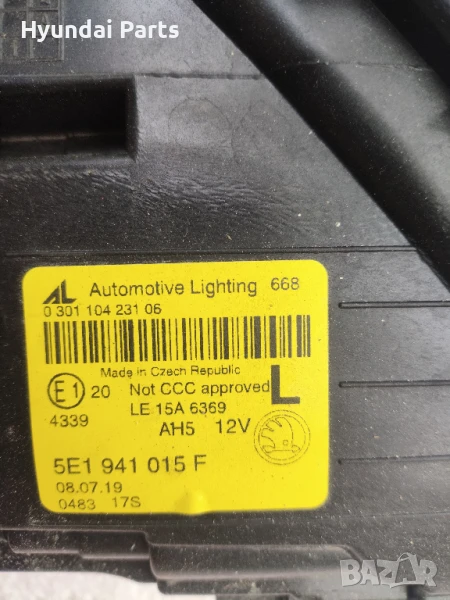 Hyundai Parts
AL Automotive Lighting 668
0 301 104 231 06
Made in Czech Republic
E1 20 Not CCC approved L
LE 15A 6369
4339
AH5 12V
5E1 941 015 F
08.07.19
0483 17S
BAZAR